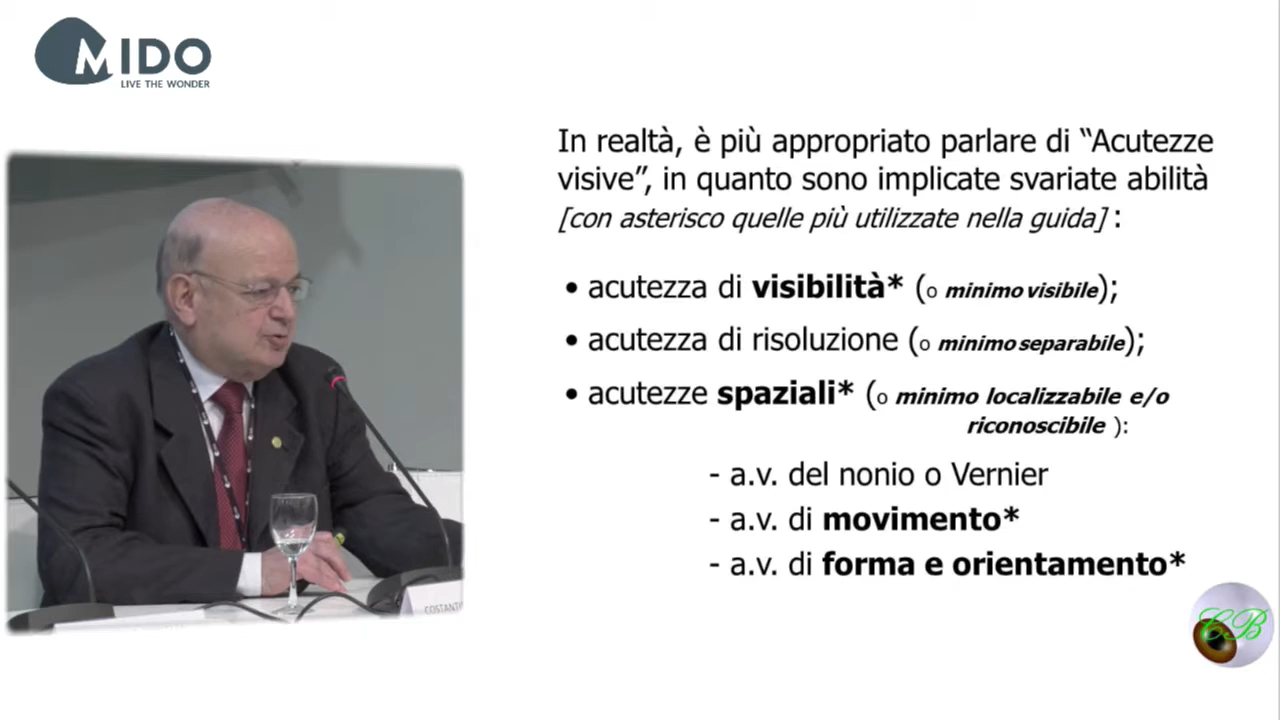 MIDO
LIVE THE WONDER
In realtà, è più appropriato parlare di “Acutezze
visive”, in quanto sono implicate svariate abilità
[con asterisco quelle più utilizzate nella guida] :
• acutezza di visibilità* (o minimo visibile);
• acutezza di risoluzione (o minimo separabile);
• acutezze spaziali* (o minimo localizzabile e/o
riconoscibile ):
- a.v. del nonio o Vernier
- a.v. di movimento*
- a.v. di forma e orientamento*
CB